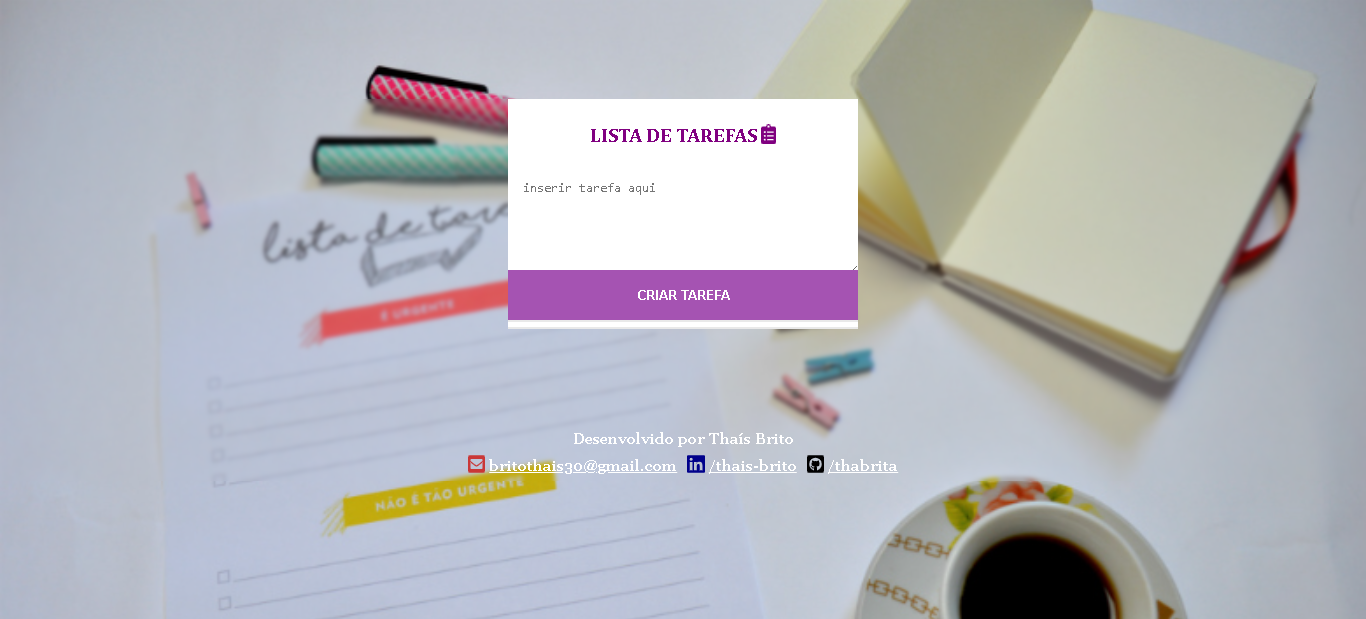 LISTA DE TAREFAS
inserir tarefa aqui
lista de tare
CRIAR TAREFA
É URGENTE
Desenvolvido por Thaís Brito
britothais30@gmail.com /thais-brito /thabrita
NÃO É TÃO URGENTE